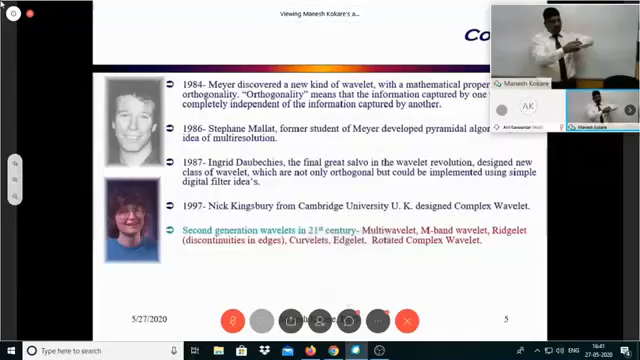 Viewing Manesh Kokare's a...
Co
1984- Meyer discovered a new kind of wavelet, with a mathematical proper
orthogonality. "Orthogonality" means that the information captured by one
completely independent of the information captured by another.
1986- Stephane Mallat, former student of Meyer developed pyramidal algo
idea of multiresolution.
1987- Ingrid Daubechies, the final great salvo in the wavelet revolution, designed new
class of wavelet, which are not only orthogonal but could be implemented using simple
digital filter idea's.
1997- Nick Kingsbury from Cambridge University U. K. designed Complex Wavelet.
Second generation wavelets in 21st century- Multiwavelet, M-band wavelet, Ridgelet
(discontinuities in edges), Curvelets, Edgelet, Rotated Complex Wavelet.
5/27/2020
5
Manesh Kokare
AK
Manesh Kokare
Type here to search
ENG
16:41
27-05-2020